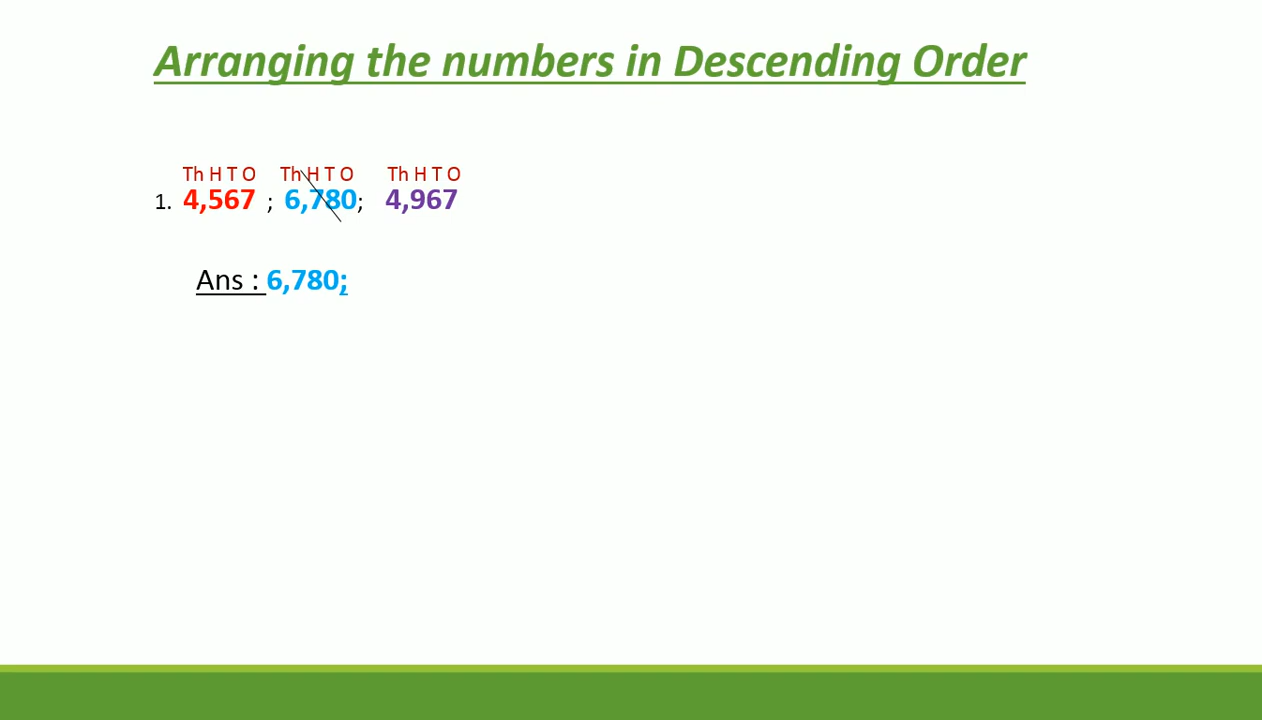 Arranging the numbers in Descending Order
Th H T O Th H T O Th H T O
1. 4,567 ; 6,780; 4,967
Ans : 6,780;